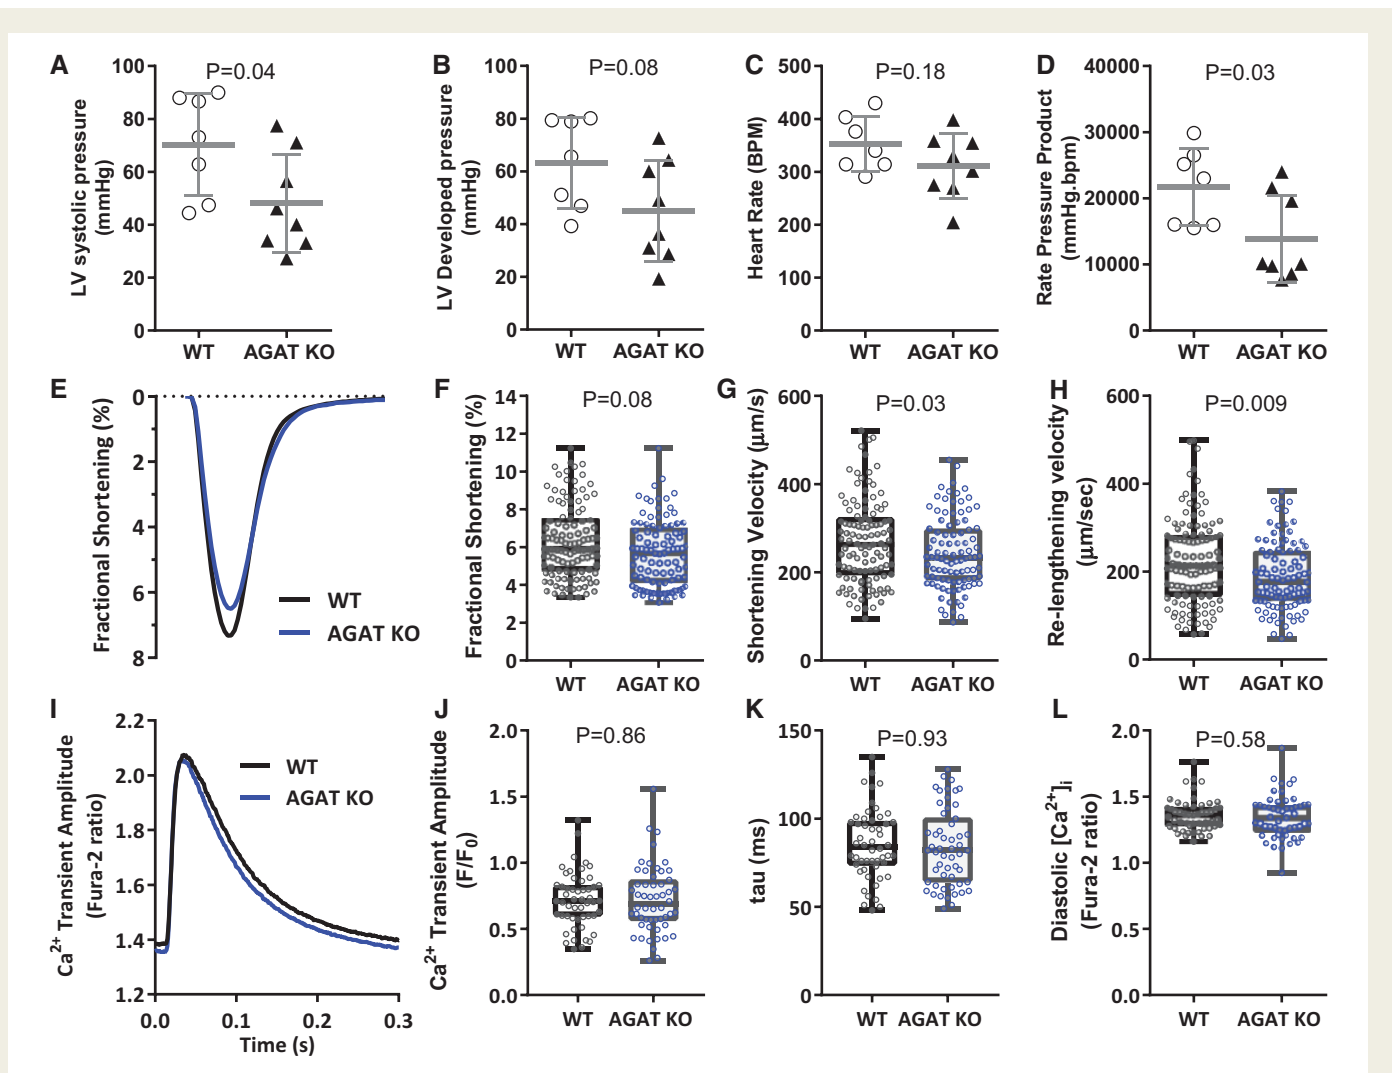 A
LV systolic pressure
(mmHg)
100
80
60
40
20
0
P=0.04
WT
AGAT KO
B
LV Developed pressure
(mmHg)
100
80
60
40
20
0
P=0.08
WT
AGAT KO
C
Heart Rate (BPM)
500
400
300
200
100
0
P=0.18
WT
AGAT KO
D
Rate Pressure Product
(mmHg.bpm)
40000
30000
20000
10000
0
P=0.03
WT
AGAT KO
E
Fractional Shortening (%)
0
2
4
6
8
WT
AGAT KO
F
Fractional Shortening (%)
14
12
10
8
6
4
2
0
P=0.08
WT
AGAT KO
G
Shortening Velocity (μm/s)
600
400
200
0
P=0.03
WT
AGAT KO
H
Re-lengthening velocity
(μm/sec)
600
400
200
0
P=0.009
WT
AGAT KO
I
Ca2+ Transient Amplitude
(Fura-2 ratio)
2.2
2.0
1.8
1.6
1.4
1.2
WT
AGAT KO
0.0
0.1
0.2
0.3
Time (s)
J
Ca2+ Transient Amplitude
(F/F0)
2.0
1.5
1.0
0.5
0.0
P=0.86
WT
AGAT KO
K
tau (ms)
150
100
50
0
P=0.93
WT
AGAT KO
L
Diastolic [Ca2+]i
(Fura-2 ratio)
2.0
1.5
1.0
0.5
0.0
P=0.58
WT
AGAT KO